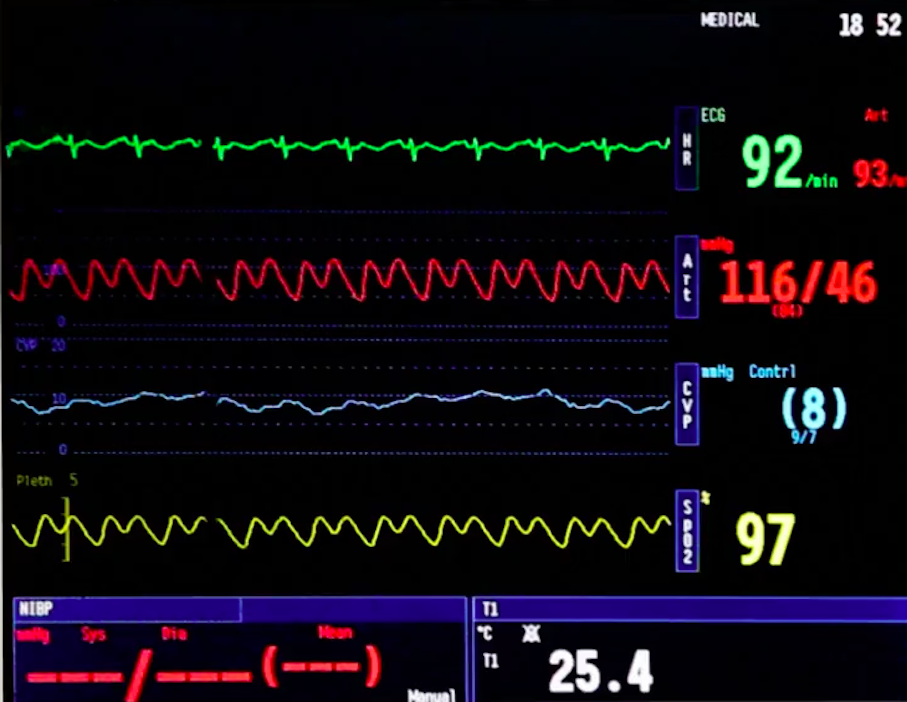 MEDICAL 18 52
ECG Art
HR
92 /min 93
mmHg
Art
100
116/46
0
CVP 20
mmHg Contrl
CVP
10
(8)
9/7
0
Pleth 5
%
SPO2
97
NIBP
mmHg Sys Dia Mean
---/---(---)
Manual
T1
°C
T1
25.4